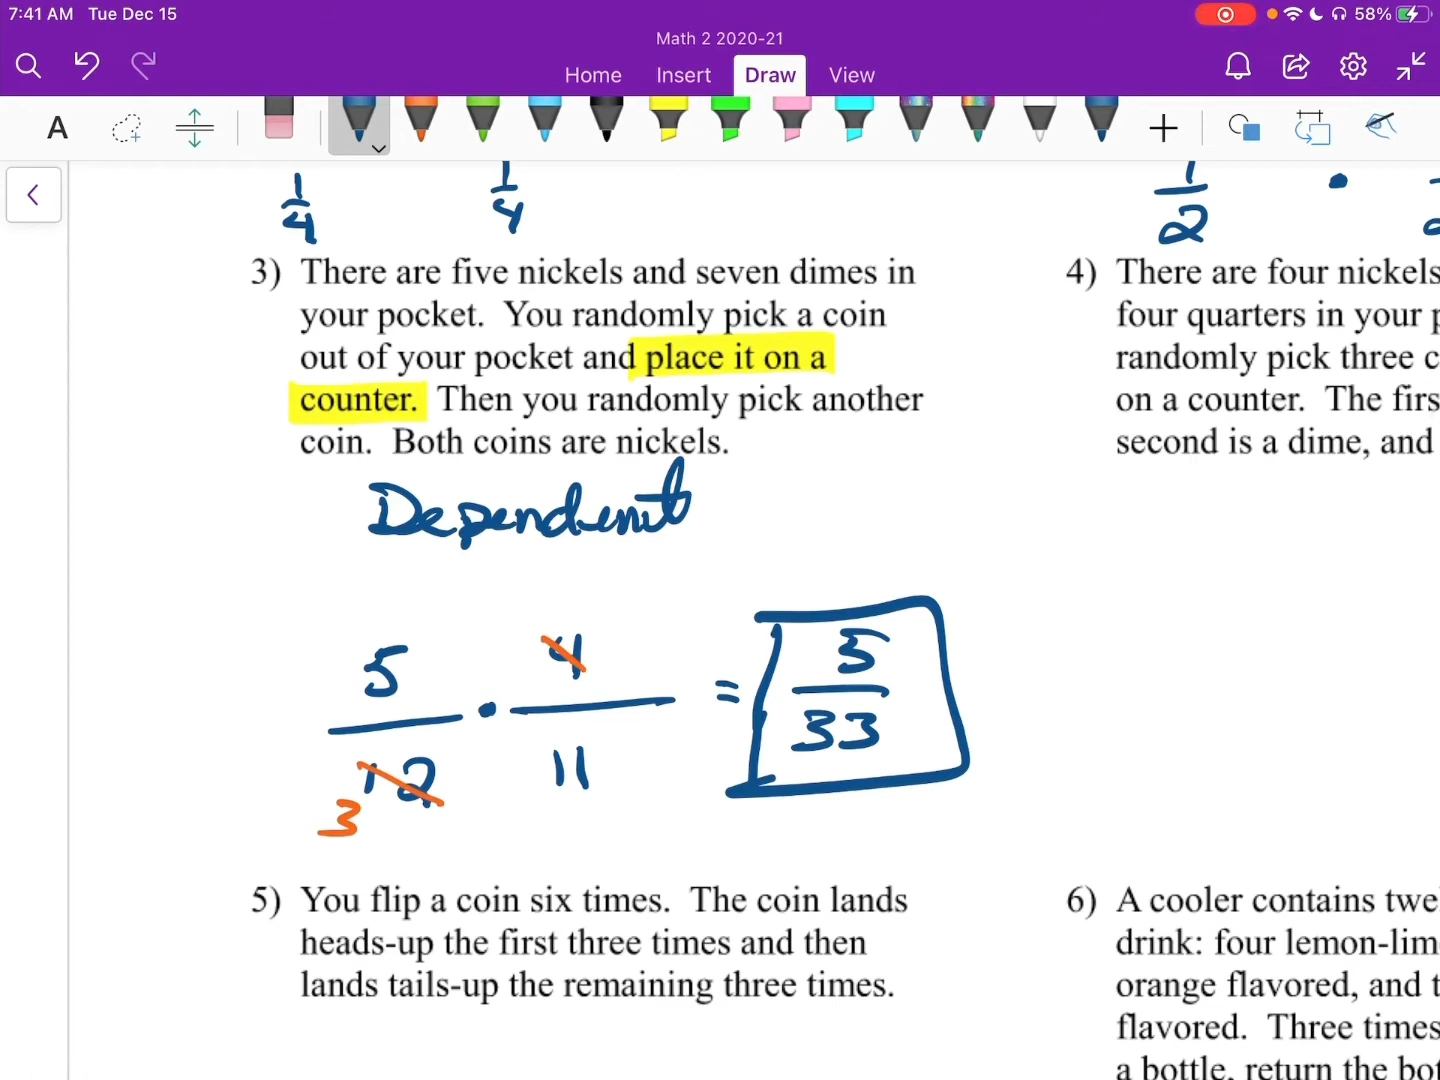 7:41 AM Tue Dec 15
58%
Math 2 2020-21
Home Insert Draw View
A
1/4
1/4
1/2 ·
3) There are five nickels and seven dimes in
your pocket. You randomly pick a coin
out of your pocket and place it on a
counter. Then you randomly pick another
coin. Both coins are nickels.
Dependent
5/12 · 4/11 = 5/33
3
4) There are four nickels
four quarters in your
randomly pick three c
on a counter. The firs
second is a dime, and
5) You flip a coin six times. The coin lands
heads-up the first three times and then
lands tails-up the remaining three times.
6) A cooler contains twe
drink: four lemon-lim
orange flavored, and t
flavored. Three times
a bottle, return the bot